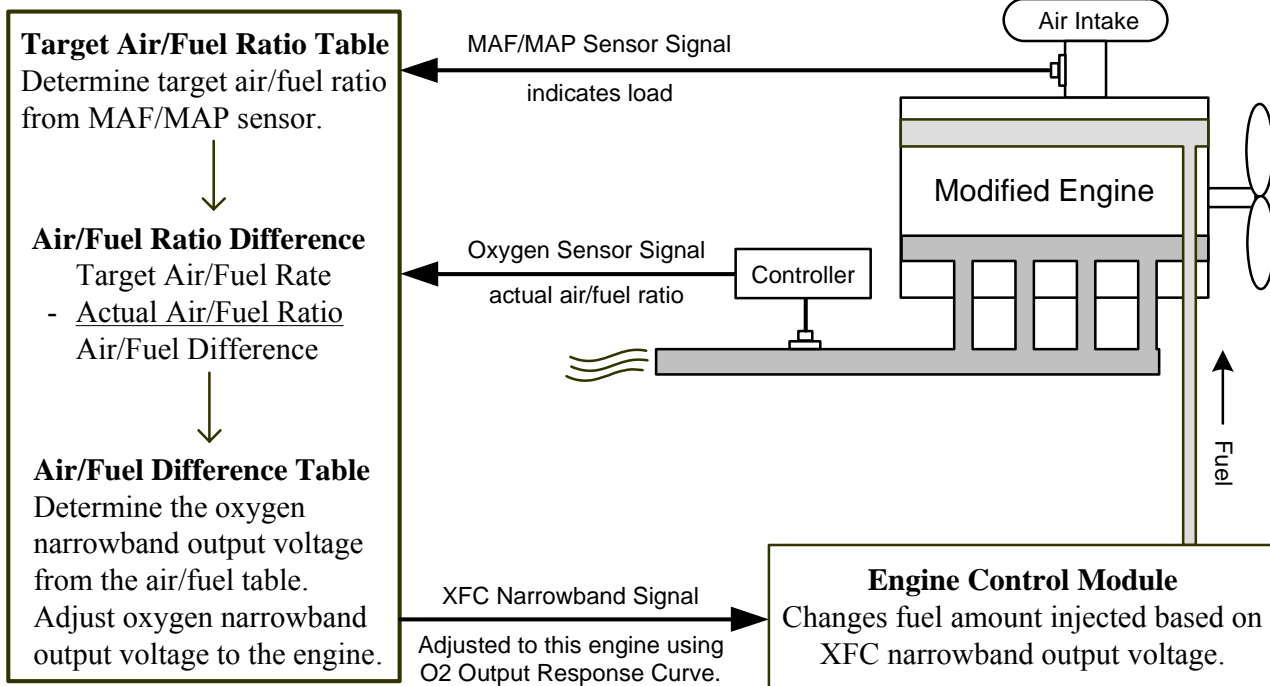 Target Air/Fuel Ratio Table
Determine target air/fuel ratio
from MAF/MAP sensor.
Air/Fuel Ratio Difference
Target Air/Fuel Rate
- Actual Air/Fuel Ratio
Air/Fuel Difference
Air/Fuel Difference Table
Determine the oxygen
narrowband output voltage
from the air/fuel table.
Adjust oxygen narrowband
output voltage to the engine.
MAF/MAP Sensor Signal
indicates load
Oxygen Sensor Signal
actual air/fuel ratio
Controller
Air Intake
Modified Engine
Fuel
XFC Narrowband Signal
Adjusted to this engine using
O2 Output Response Curve.
Engine Control Module
Changes fuel amount injected based on
XFC narrowband output voltage.